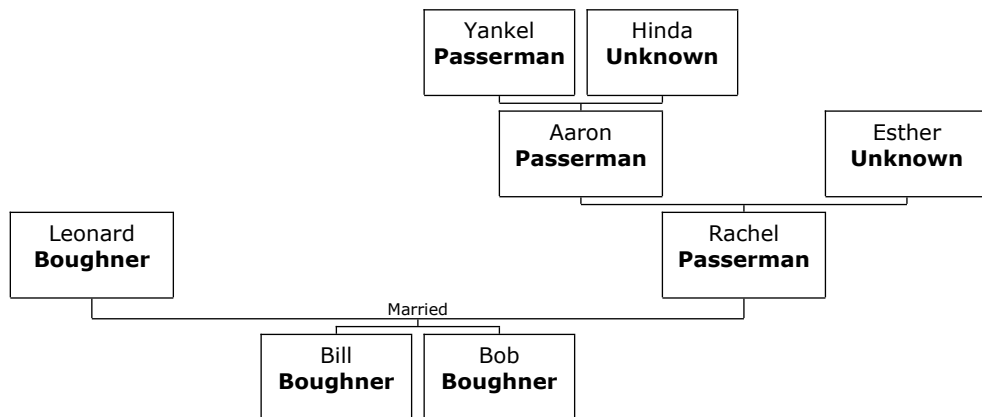 Yankel
Passerman
Hinda
Unknown
Aaron
Passerman
Esther
Unknown
Leonard
Boughner
Rachel
Passerman
Married
Bill
Boughner
Bob
Boughner